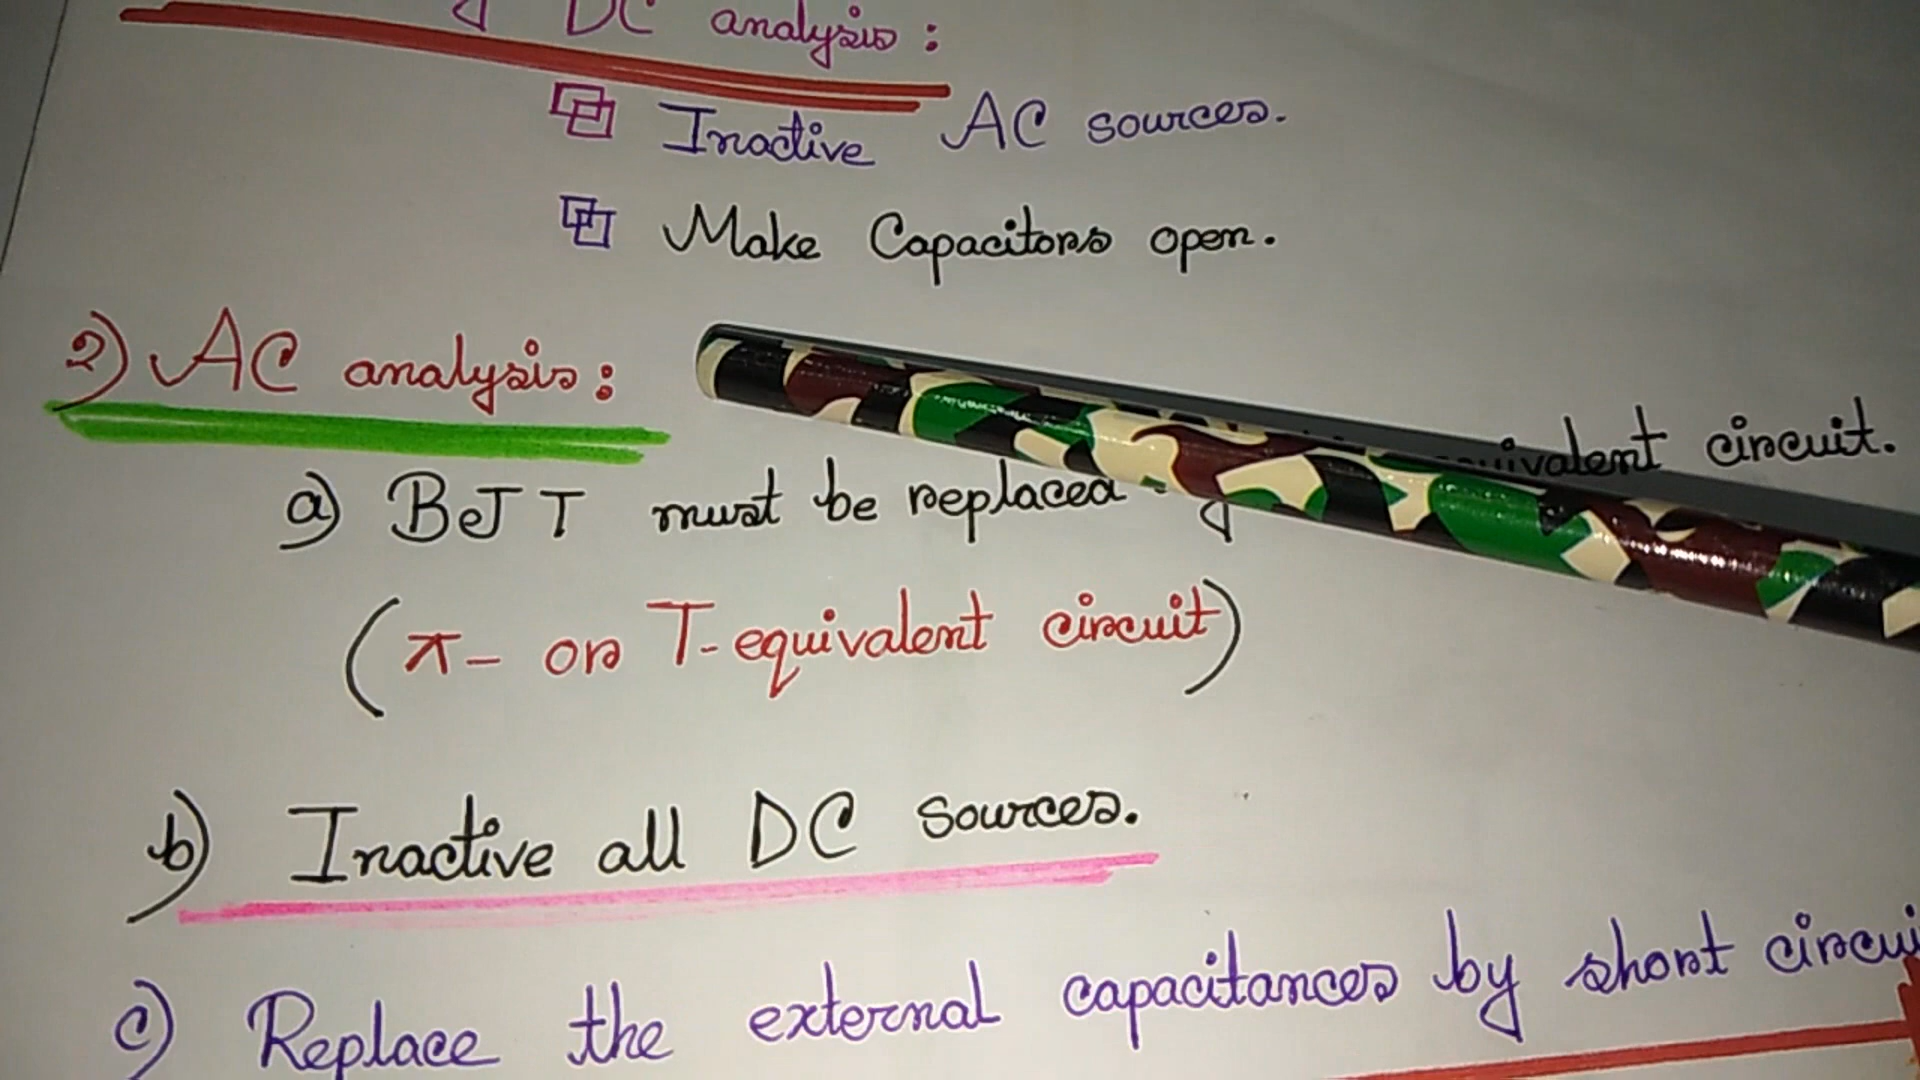 DC analysis:
Inactive AC sources.
Make Capacitors open.
2) AC analysis:
a) BJT must be replaced circuit.
(π- or T-equivalent circuit)
b) Inactive all DC sources.
c) Replace the external capacitances by short